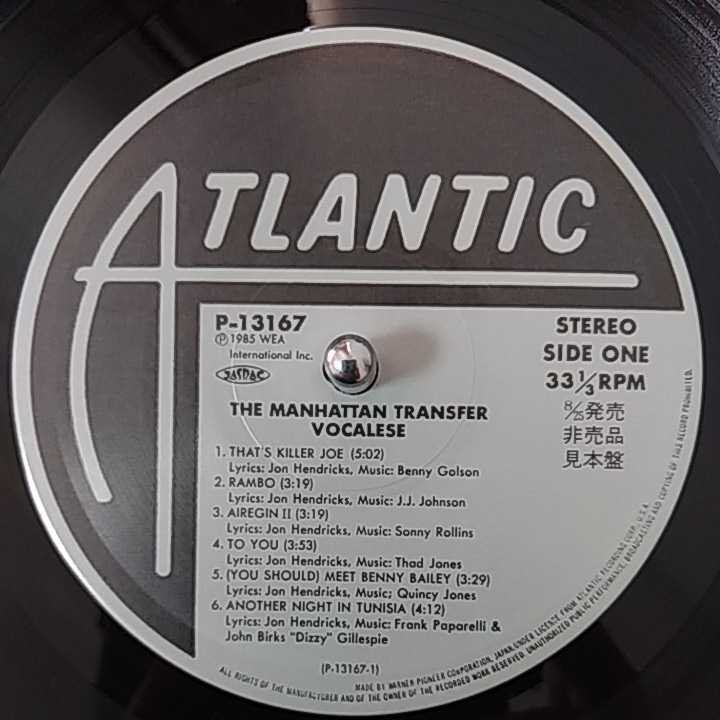 ATLANTIC
P-13167
Ⓟ1985 WEA
International Inc.
JASRAC
STEREO
SIDE ONE
33 1/3 RPM
8/25発売
非売品
見本盤
THE MANHATTAN TRANSFER
VOCALESE
1. THAT'S KILLER JOE (5:02)
Lyrics: Jon Hendricks, Music: Benny Golson
2. RAMBO (3:19)
Lyrics: Jon Hendricks, Music: J.J. Johnson
3. AIREGIN II (3:19)
Lyrics: Jon Hendricks, Music: Sonny Rollins
4. TO YOU (3:53)
Lyrics: Jon Hendricks, Music: Thad Jones
5. (YOU SHOULD) MEET BENNY BAILEY (3:29)
Lyrics: Jon Hendricks, Music; Quincy Jones
6. ANOTHER NIGHT IN TUNISIA (4:12)
Lyrics: Jon Hendricks, Music: Frank Paparelli &
John Birks "Dizzy" Gillespie
(P-13167-1)
MADE BY WARNER PIONEER CORPORATION, JAPAN, UNDER LICENCE FROM ATLANTIC RECORDING CORP., U.S.A.
ALL RIGHTS OF THE MANUFACTURER AND OF THE OWNER OF THE RECORDED WORK RESERVED. UNAUTHORIZED PUBLIC PERFORMANCE, BROADCASTING AND COPYING OF THIS RECORD PROHIBITED.